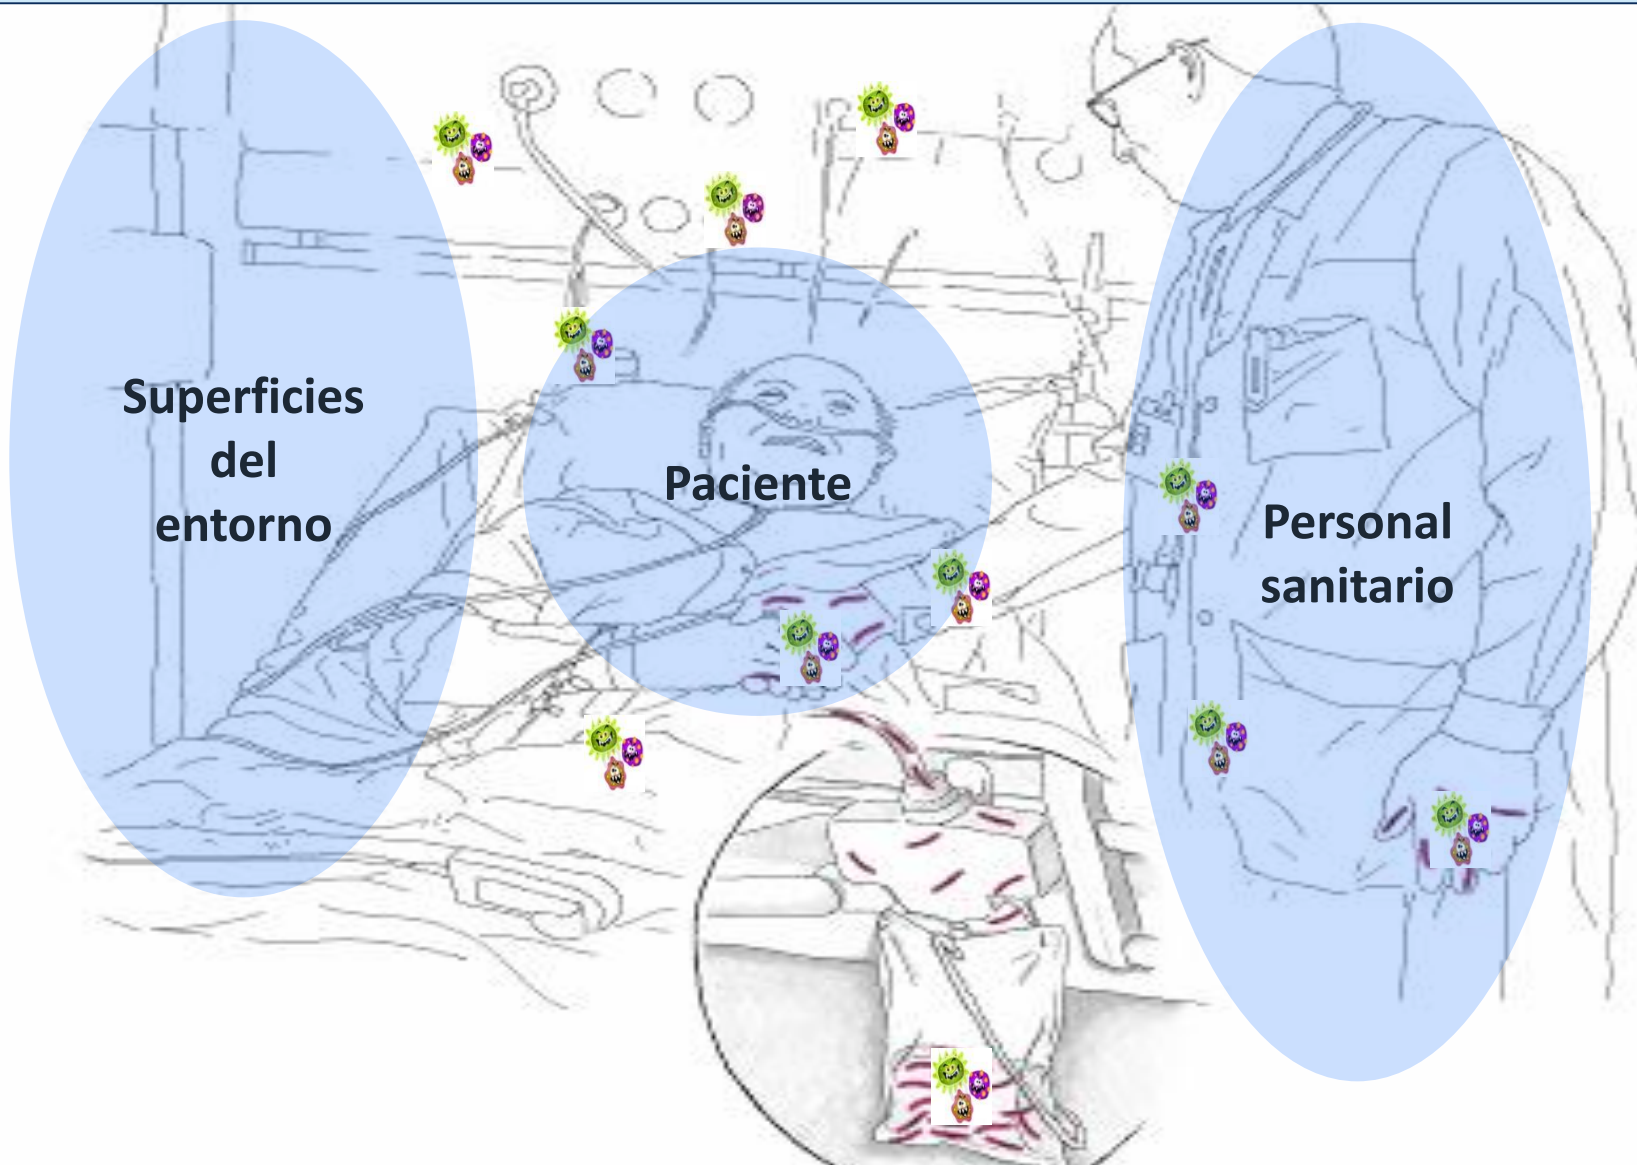 Superficies
del
entorno
Paciente
Personal
sanitario